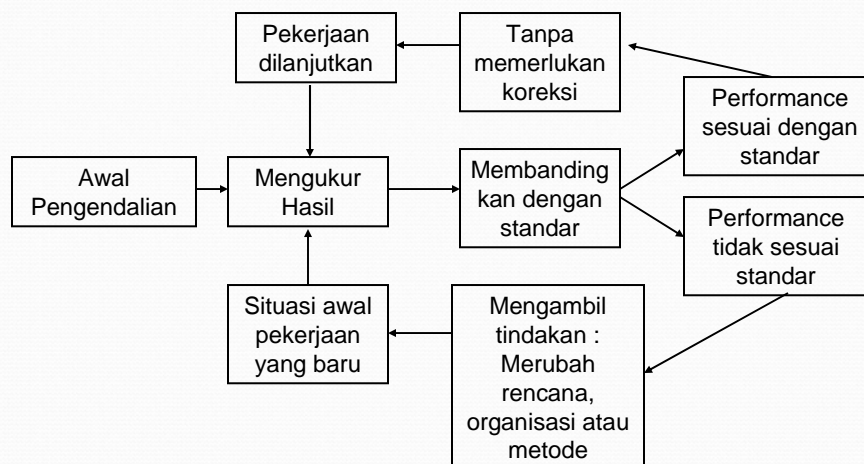 Pekerjaan
dilanjutkan
Tanpa
memerlukan
koreksi
Performance
sesuai dengan
standar
Awal
Pengendalian
Mengukur
Hasil
Membanding
kan dengan
standar
Performance
tidak sesuai
standar
Situasi awal
pekerjaan
yang baru
Mengambil
tindakan :
Merubah
rencana,
organisasi atau
metode